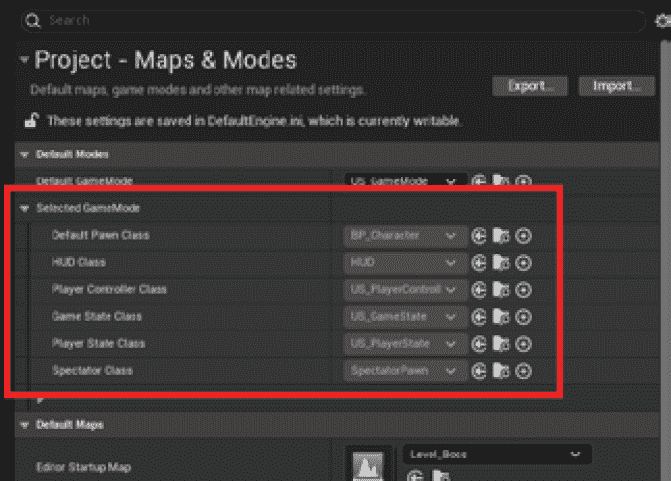 Search
Project - Maps & Modes
Default maps, game modes and other map related settings.
Export...
Import...
These settings are saved in DefaultEngine.ini, which is currently writable.
Default Modes
Default GameMode US_GameMode
Selected GameMode
Default Pawn Class BP_Character
HUD Class HUD
Player Controller Class US_PlayerControll
Game State Class US_GameState
Player State Class US_PlayerState
Spectator Class SpectatorPawn
Default Maps
Level_Boss
Editor Startup Map